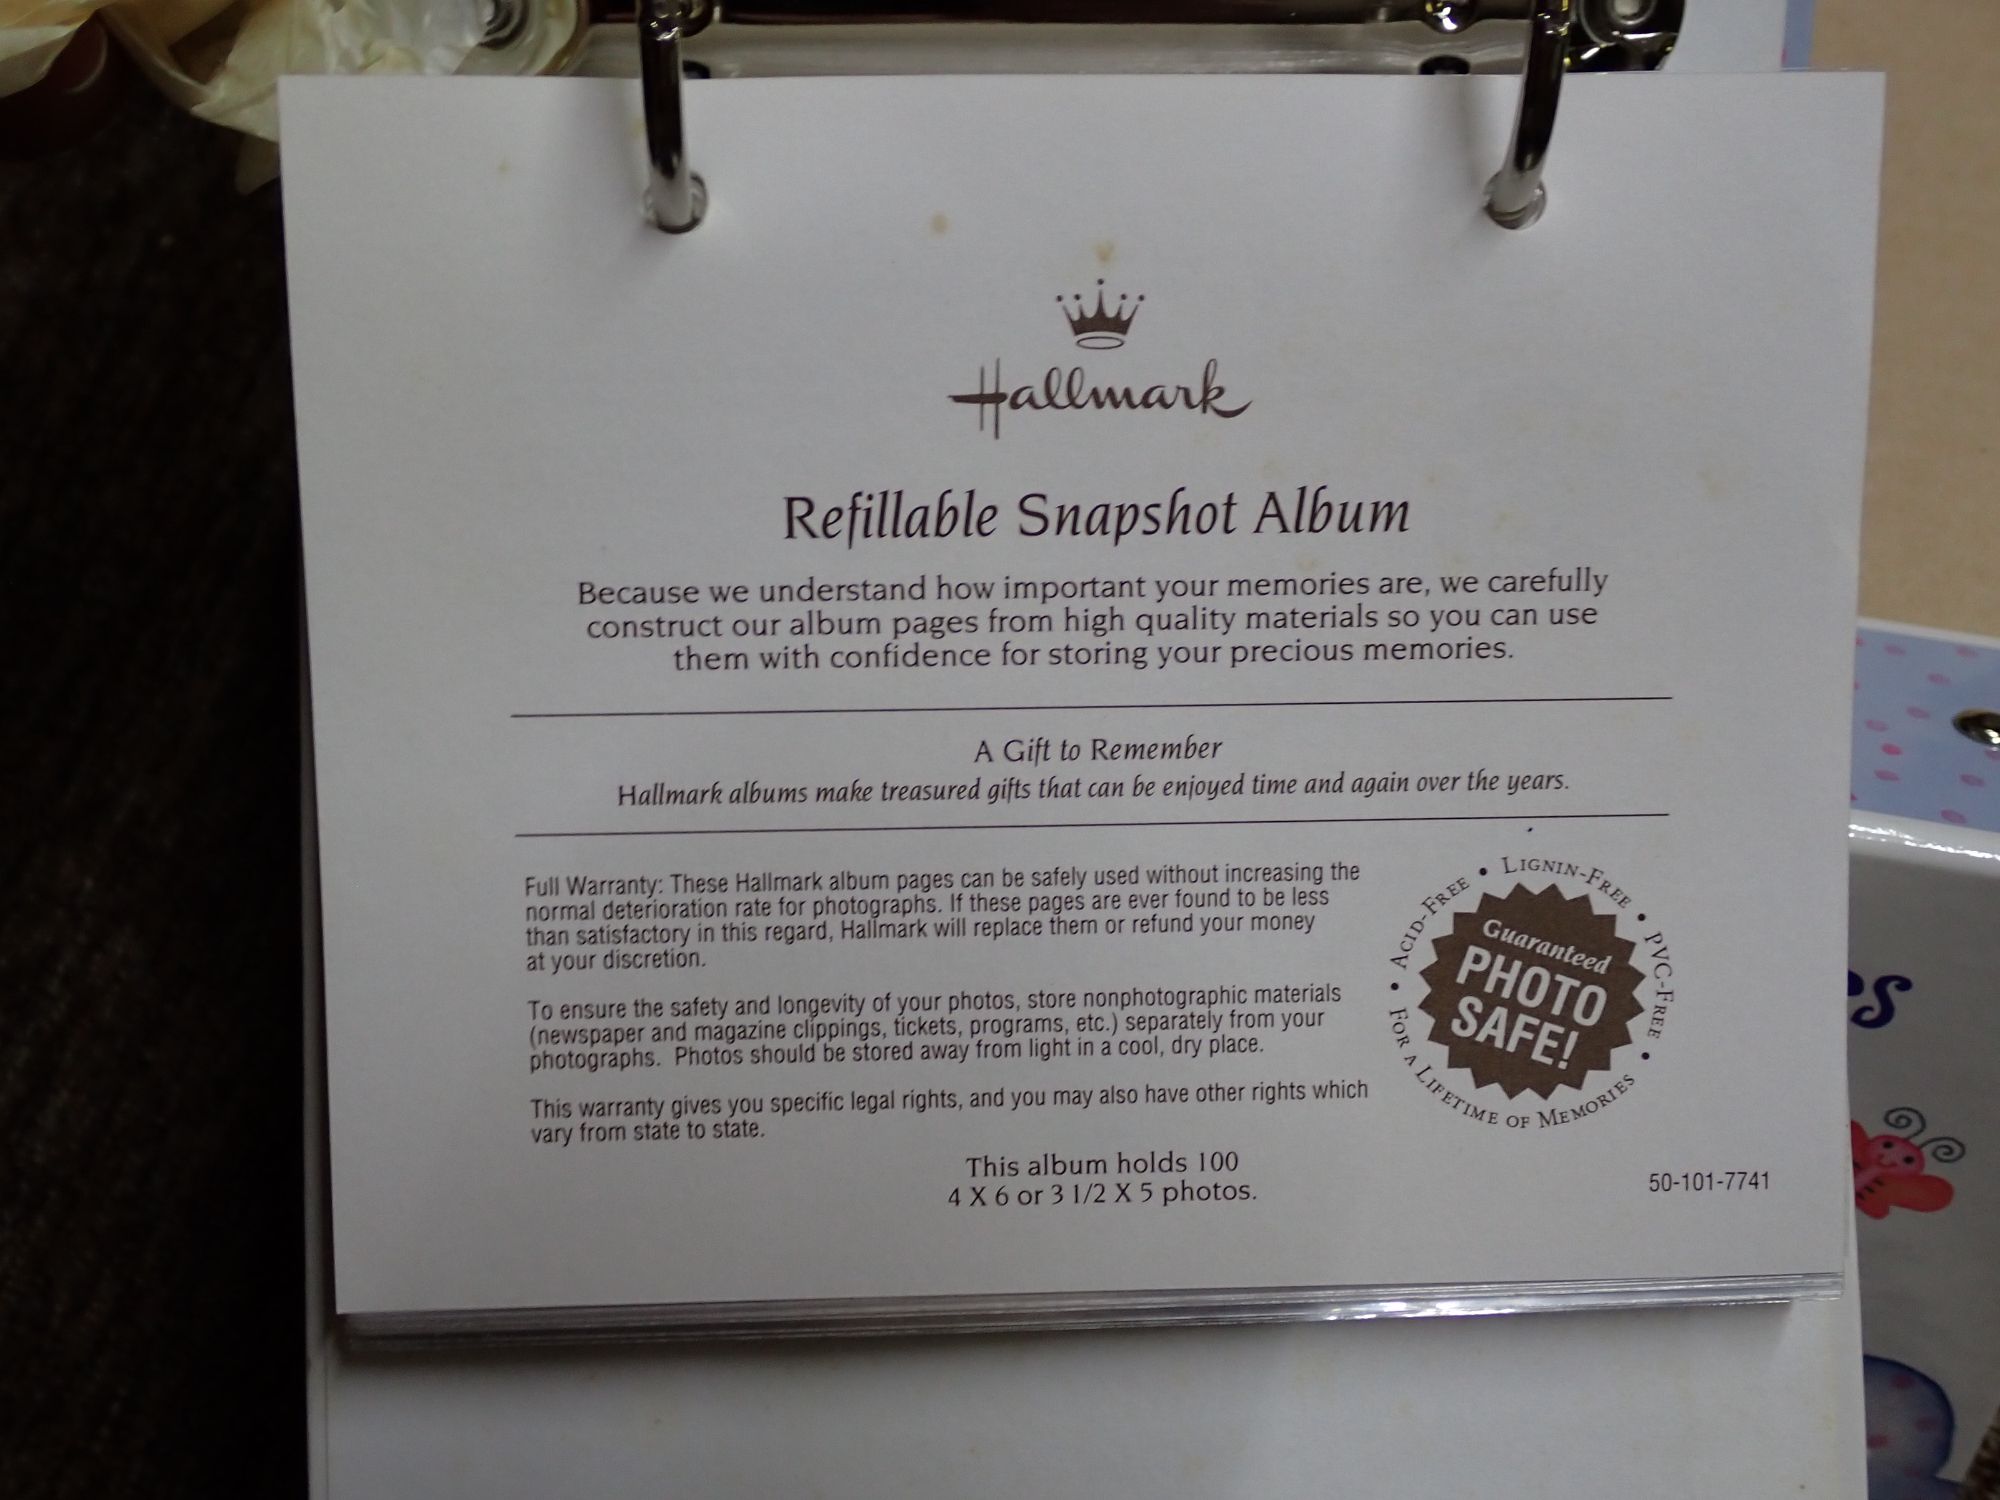 Hallmark
Refillable Snapshot Album
Because we understand how important your memories are, we carefully
construct our album pages from high quality materials so you can use
them with confidence for storing your precious memories.
A Gift to Remember
Hallmark albums make treasured gifts that can be enjoyed time and again over the years.
Full Warranty: These Hallmark album pages can be safely used without increasing the
normal deterioration rate for photographs. If these pages are ever found to be less
than satisfactory in this regard, Hallmark will replace them or refund your money
at your discretion.
To ensure the safety and longevity of your photos, store nonphotographic materials
(newspaper and magazine clippings, tickets, programs, etc.) separately from your
photographs. Photos should be stored away from light in a cool, dry place.
This warranty gives you specific legal rights, and you may also have other rights which
vary from state to state.
• Acid-Free • Lignin-Free • PVC-Free •
For a Lifetime of Memories
Guaranteed
PHOTO
SAFE!
This album holds 100
4 X 6 or 3 1/2 X 5 photos.
50-101-7741